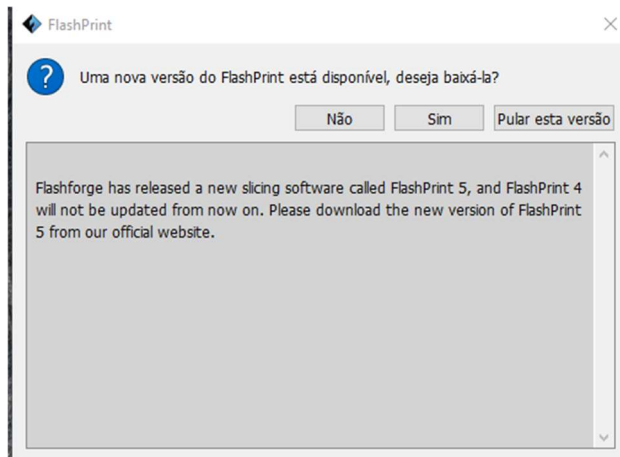 FlashPrint
Uma nova versão do FlashPrint está disponível, deseja baixá-la?
Não Sim Pular esta versão
Flashforge has released a new slicing software called FlashPrint 5, and FlashPrint 4
will not be updated from now on. Please download the new version of FlashPrint
5 from our official website.